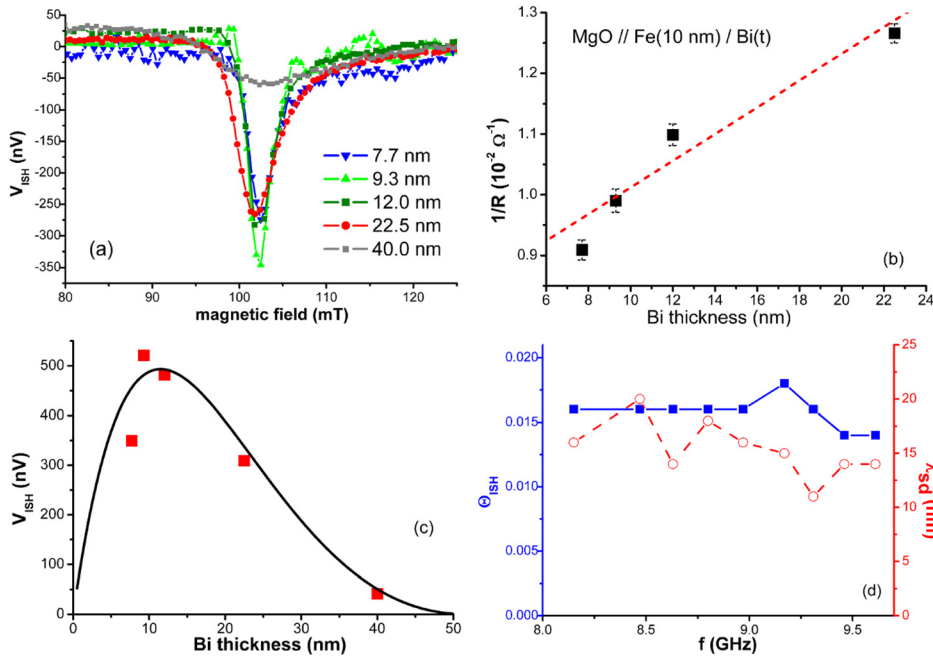 50
0
-50
-100
-150
-200
-250
-300
-350
V_ISH (nV)
80 90 100 110 120
magnetic field (mT)
7.7 nm
9.3 nm
12.0 nm
22.5 nm
40.0 nm
(a)
1.3
1.2
1.1
1.0
0.9
1/R (10⁻² Ω⁻¹)
MgO // Fe(10 nm) / Bi(t)
(b)
6 8 10 12 14 16 18 20 22 24
Bi thickness (nm)
500
400
300
200
100
0
V_ISH (nV)
(c)
0 10 20 30 40 50
Bi thickness (nm)
0.020
0.015
0.010
0.005
0.000
Θ_ISH
25
20
15
10
5
0
(d)
8.0 8.5 9.0 9.5
f (GHz)